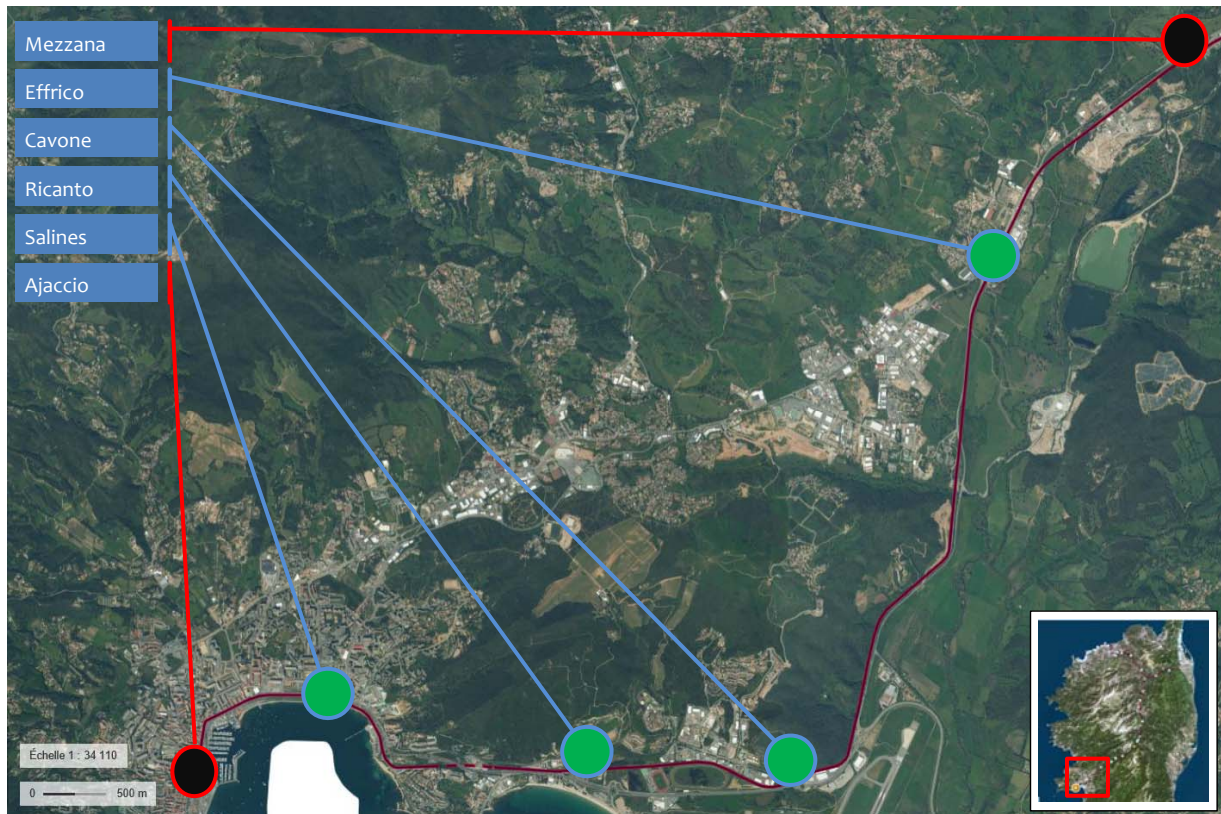 Mezzana
Effrico
Cavone
Ricanto
Salines
Ajaccio
Échelle 1 : 34 110
0 500 m